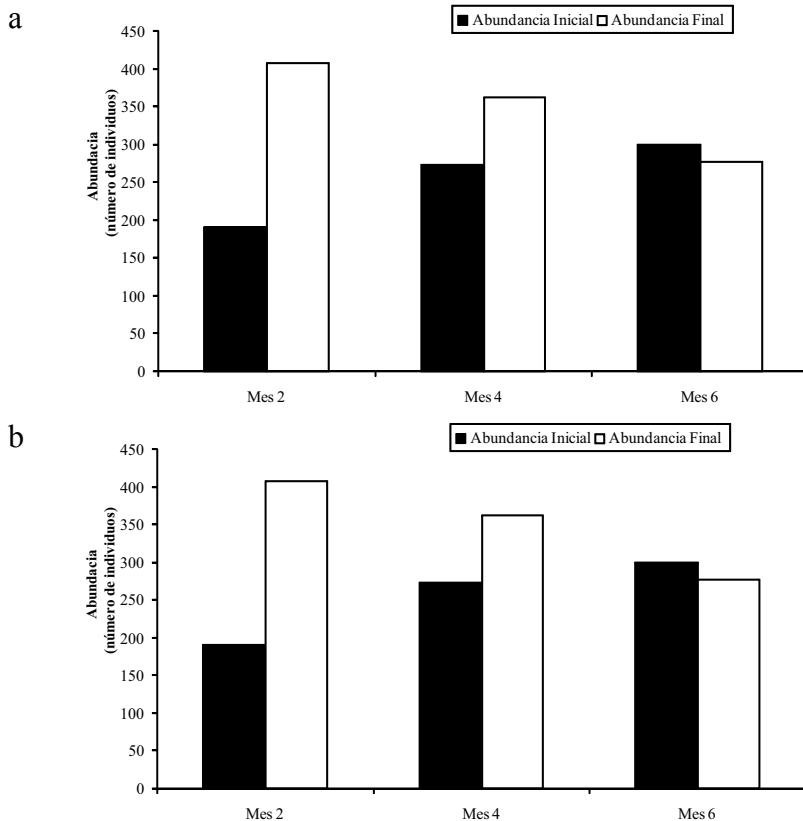 a
Abundancia Inicial Abundancia Final
450
400
350
300
250
200
150
100
50
0
Abundacia
(número de individuos)
Mes 2 Mes 4 Mes 6
b
Abundancia Inicial Abundancia Final
450
400
350
300
250
200
150
100
50
0
Abundacia
(número de individuos)
Mes 2 Mes 4 Mes 6